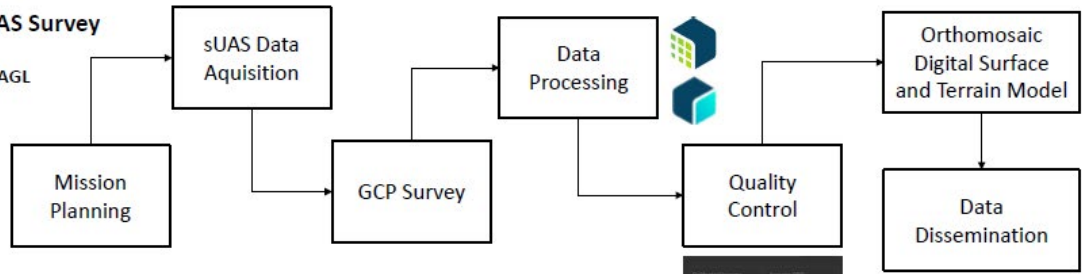 AS Survey
AGL
sUAS Data
Aquisition
Data
Processing
Orthomosaic
Digital Surface
and Terrain Model
Mission
Planning
GCP Survey
Quality
Control
Data
Dissemination